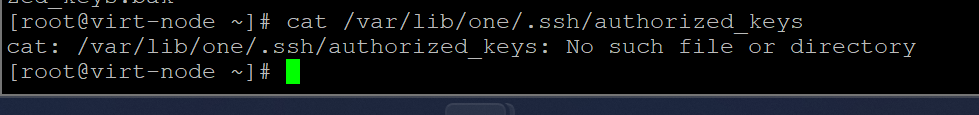 [root@virt-node ~]# cat /var/lib/one/.ssh/authorized_keys
cat: /var/lib/one/.ssh/authorized_keys: No such file or directory
[root@virt-node ~]#